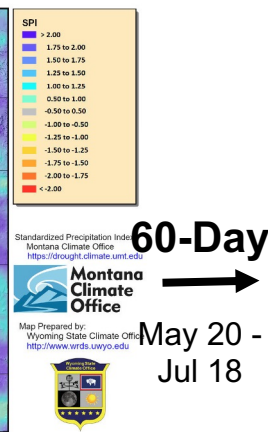 SPI
> 2.00
1.75 to 2.00
1.50 to 1.75
1.25 to 1.50
1.00 to 1.25
0.50 to 1.00
-0.50 to 0.50
-1.00 to -0.50
-1.25 to -1.00
-1.50 to -1.25
-1.75 to -1.50
-2.00 to -1.75
< -2.00
Standardized Precipitation Index
Montana Climate Office
https://drought.climate.umt.edu
Montana
Climate
Office
Map Prepared by:
Wyoming State Climate Office
http://www.wrds.uwyo.edu
Wyoming State
Climate Office
60-Day
May 20 -
Jul 18